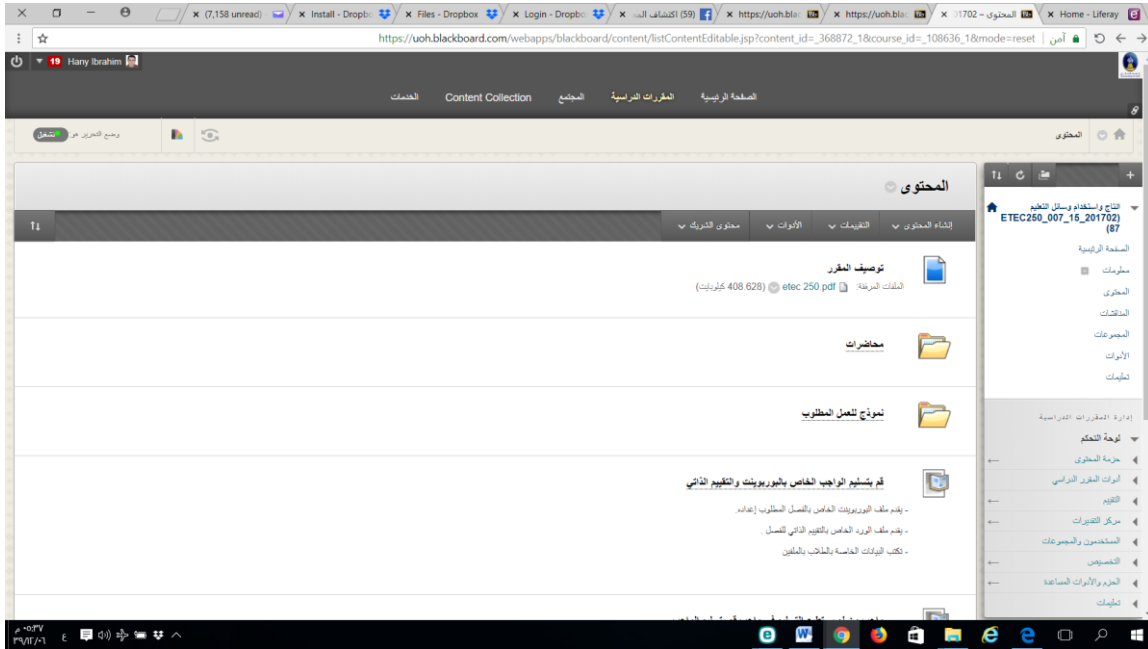 (7,158 unread)
Install - Dropbo
Files - Dropbox
Login - Dropbo
(59) اكتشاف الم
https://uoh.blac
https://uoh.blac
المحتوى – 01702
Home - Liferay
آمن
https://uoh.blackboard.com/webapps/blackboard/content/listContentEditable.jsp?content_id=_368872_1&course_id=_108636_1&mode=reset
Hany Ibrahim 19
الصفحة الرئيسية
المقررات الدراسية
المجتمع
Content Collection
الخدمات
المحتوى
وضع التحرير هو تشغيل
انتاج واستخدام وسائل التعليم
(ETEC250_007_15_201702
87)
الصفحة الرئيسية
معلومات
المحتوى
المناقشات
المجموعات
الأدوات
تعليمات
إدارة المقررات الدراسية
لوحة التحكم
حزمة المحتوى
أدوات المقرر الدراسي
التقييم
مركز التقديرات
المستخدمون والمجموعات
التخصيص
الحزم والأدوات المساعدة
تعليمات
المحتوى
إنشاء المحتوى
التقييمات
الأدوات
محتوى الشريك
توصيف المقرر
الملفات المرفقة: etec 250.pdf (408.628 كيلوبايت)
محاضرات
نموذج للعمل المطلوب
قم بتسليم الواجب الخاص بالبوربوينت والتقييم الذاتي
- يقدم ملف البوربوينت الخاص بالفصل المطلوب إعداده.
- يقدم ملف الورد الخاص بالتقييم الذاتي للفصل .
- تكتب البيانات الخاصة بالطالب بالملفين
٠٥:٣٧ م
٣٩/١٢/٠٦
ع